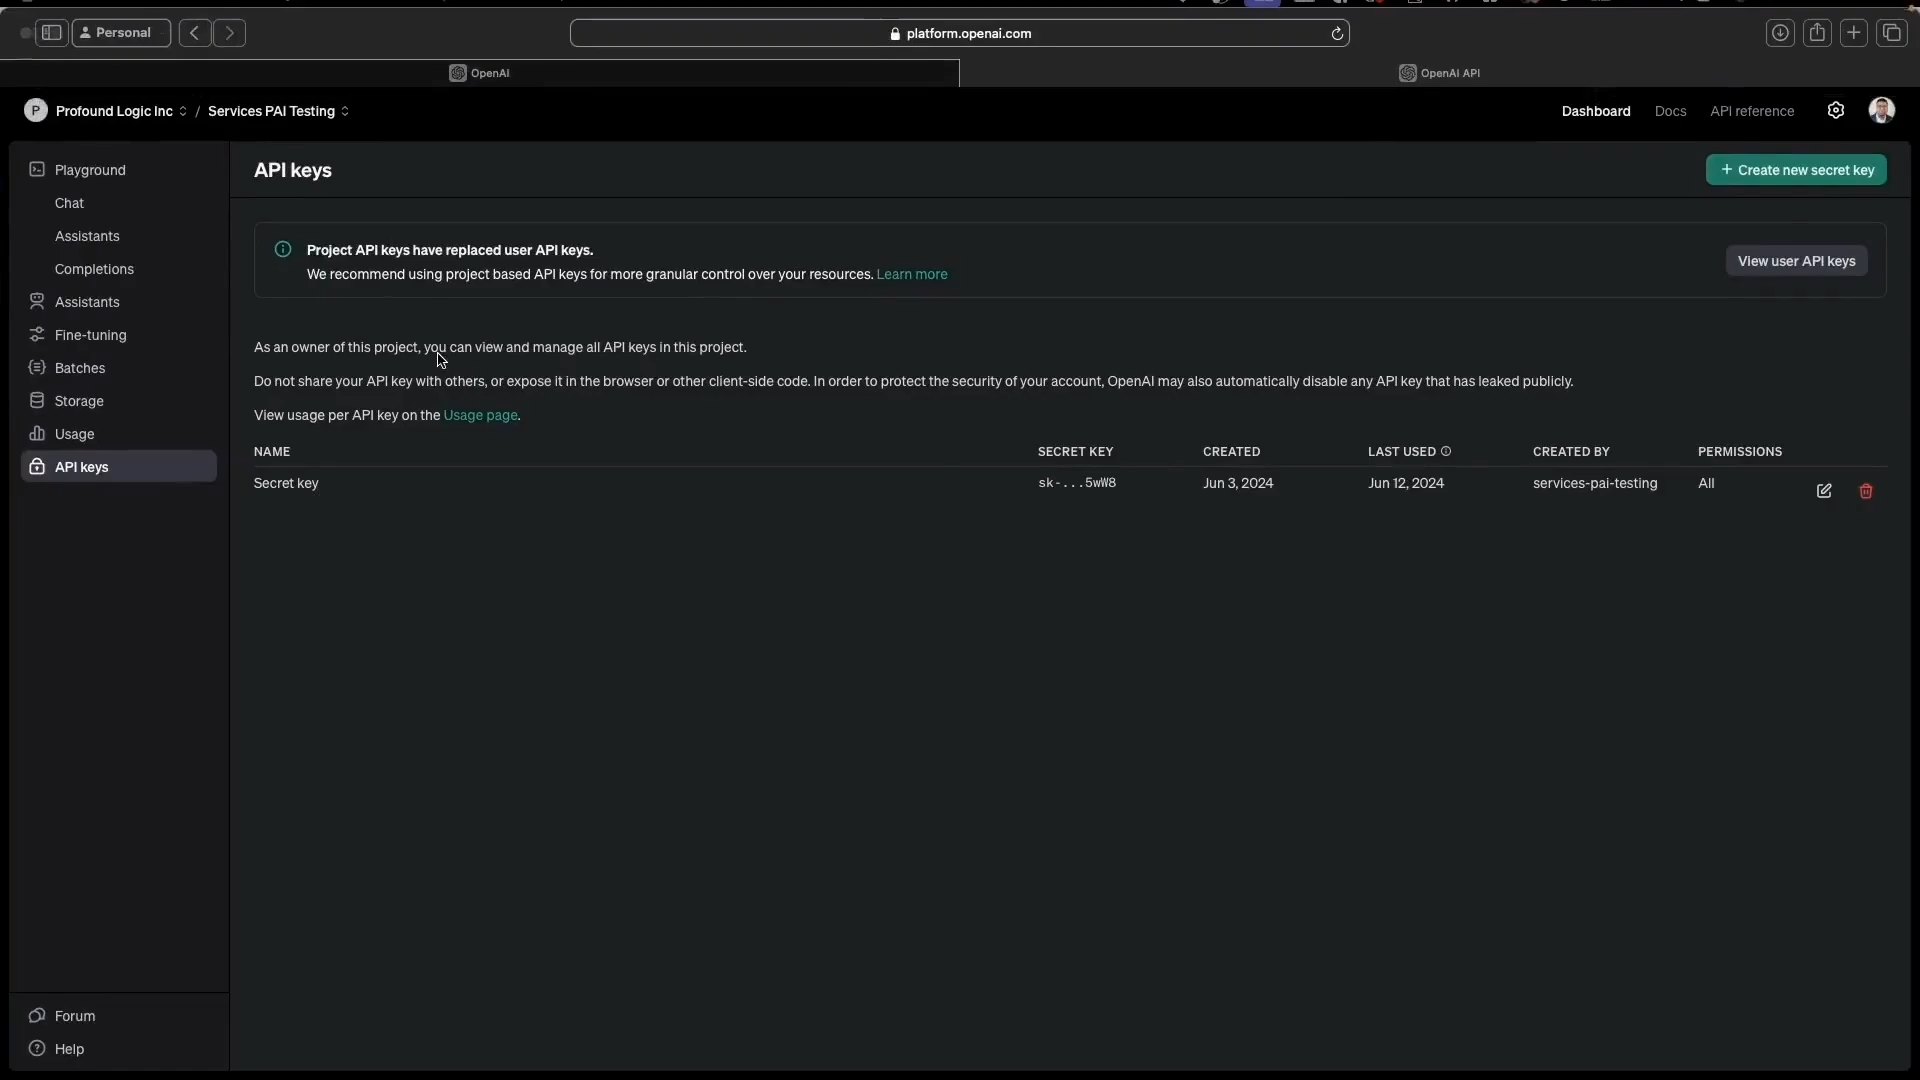 Personal
platform.openai.com
OpenAI
OpenAI API
P Profound Logic Inc / Services PAI Testing
Dashboard Docs API reference
Playground
Chat
Assistants
Completions
Assistants
Fine-tuning
Batches
Storage
Usage
API keys
Forum
Help
API keys
+ Create new secret key
Project API keys have replaced user API keys.
We recommend using project based API keys for more granular control over your resources. Learn more
View user API keys
As an owner of this project, you can view and manage all API keys in this project.
Do not share your API key with others, or expose it in the browser or other client-side code. In order to protect the security of your account, OpenAI may also automatically disable any API key that has leaked publicly.
View usage per API key on the Usage page.
NAME SECRET KEY CREATED LAST USED CREATED BY PERMISSIONS
Secret key sk-...5wW8 Jun 3, 2024 Jun 12, 2024 services-pai-testing All